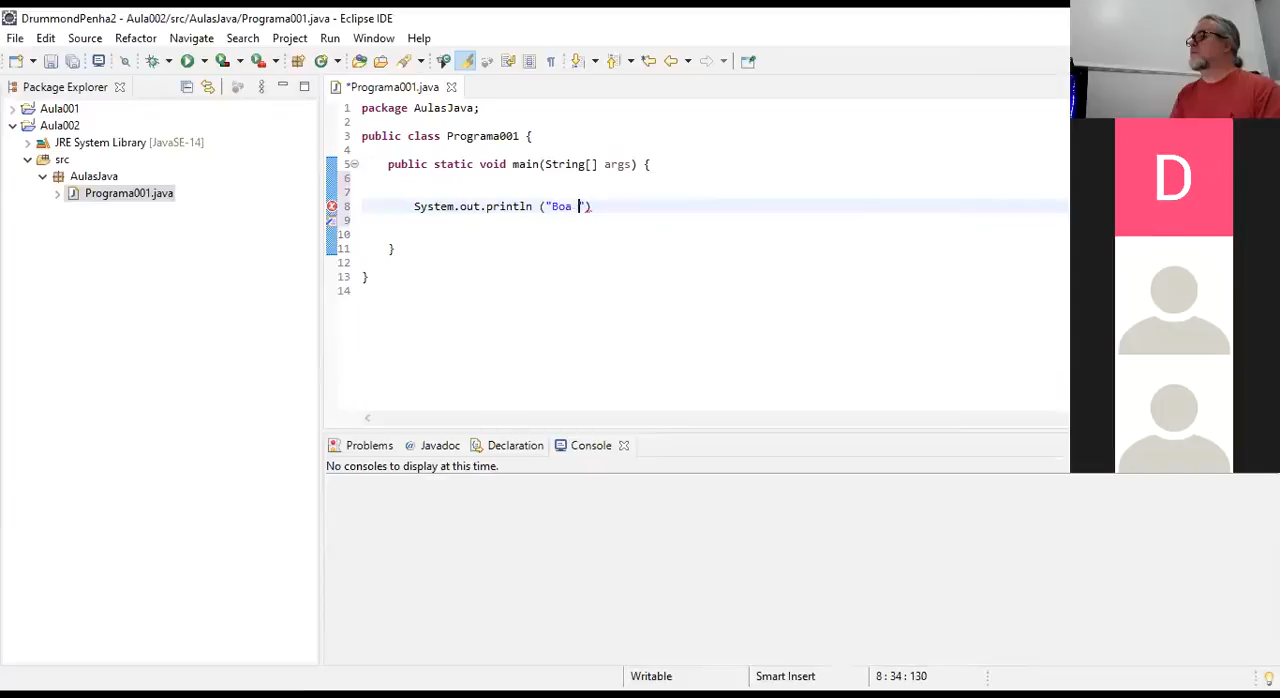 DrummondPenha2 - Aula002/src/AulasJava/Programa001.java - Eclipse IDE
File Edit Source Refactor Navigate Search Project Run Window Help
Package Explorer
*Programa001.java
Aula001
Aula002
JRE System Library [JavaSE-14]
src
AulasJava
Programa001.java
1 package AulasJava;
2
3 public class Programa001 {
4
5 public static void main(String[] args) {
6
7
8 System.out.println ("Boa ")
9
10
11 }
12
13 }
14
D
Problems @ Javadoc Declaration Console
No consoles to display at this time.
Writable Smart Insert 8 : 34 : 130